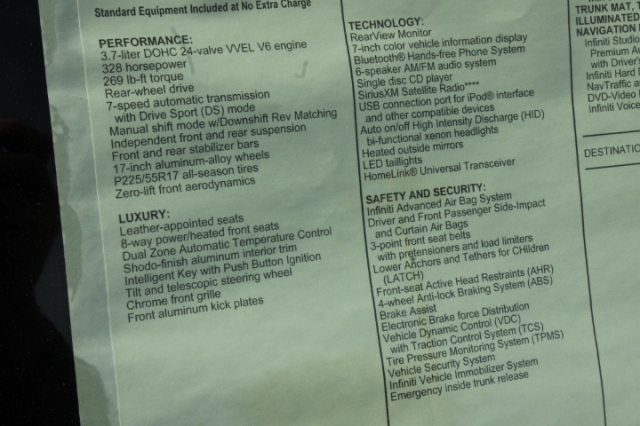 Standard Equipment Included at No Extra Charge
PERFORMANCE:
3.7-liter DOHC 24-valve VVEL V6 engine
328 horsepower
269 lb-ft torque
Rear-wheel drive
7-speed automatic transmission
with Drive Sport (DS) mode
Manual shift mode w/Downshift Rev Matching
Independent front and rear suspension
Front and rear stabilizer bars
17-inch aluminum-alloy wheels
P225/55R17 all-season tires
Zero-lift front aerodynamics
LUXURY:
Leather-appointed seats
8-way power/heated front seats
Dual Zone Automatic Temperature Control
Shodo-finish aluminum interior trim
Intelligent Key with Push Button Ignition
Tilt and telescopic steering wheel
Chrome front grille
Front aluminum kick plates
TECHNOLOGY:
RearView Monitor
7-inch color vehicle information display
Bluetooth® Hands-free Phone System
6-speaker AM/FM audio system
Single disc CD player
SiriusXM Satellite Radio****
USB connection port for iPod® interface
and other compatible devices
Auto on/off High Intensity Discharge (HID)
bi-functional xenon headlights
Heated outside mirrors
LED taillights
HomeLink® Universal Transceiver
SAFETY AND SECURITY:
Infiniti Advanced Air Bag System
Driver and Front Passenger Side-Impact
and Curtain Air Bags
3-point front seat belts
with pretensioners and load limiters
Lower Anchors and Tethers for CHildren
(LATCH)
Front-seat Active Head Restraints (AHR)
4-wheel Anti-lock Braking System (ABS)
Brake Assist
Electronic Brake force Distribution
Vehicle Dynamic Control (VDC)
with Traction Control System (TCS)
Tire Pressure Monitoring System (TPMS)
Vehicle Security System
Infiniti Vehicle Immobilizer System
Emergency inside trunk release
TRUNK MAT,
ILLUMINATED
NAVIGATION
Infiniti Studio
Premium
with Driver's
Infiniti Hard
NavTraffic
DVD-Video
Infiniti Voice
DESTINATIO